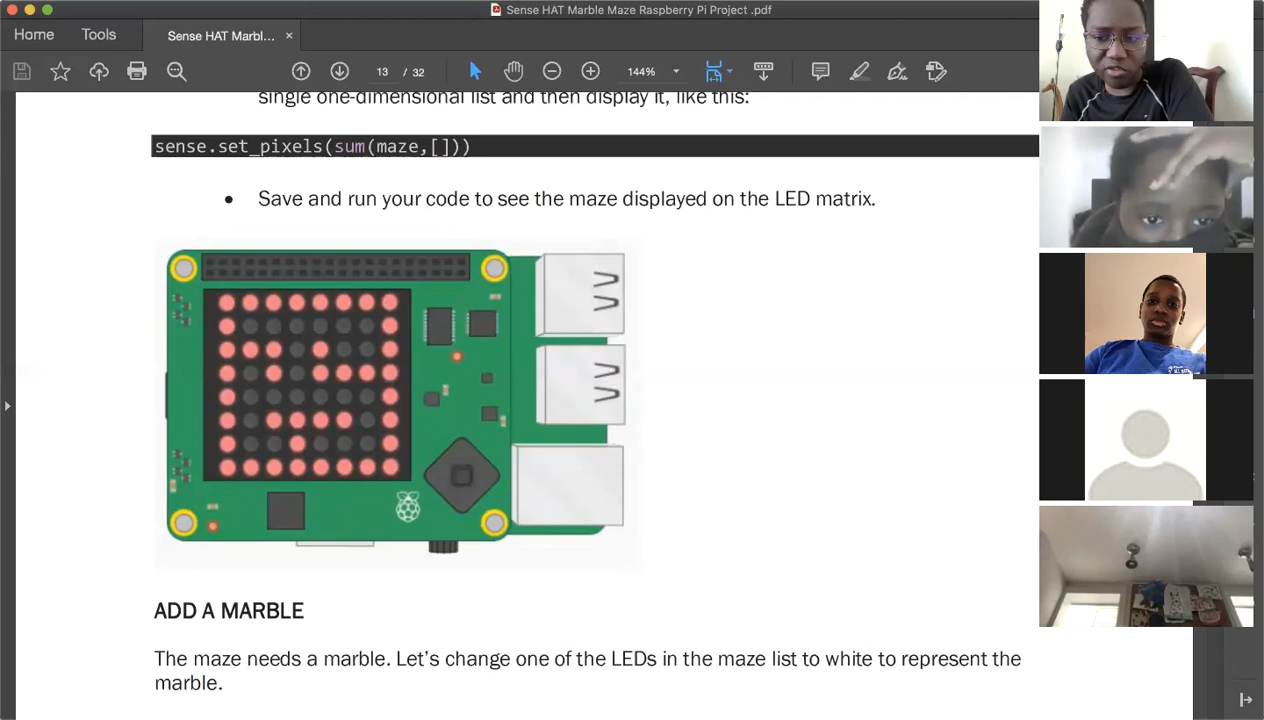 Sense HAT Marble Maze Raspberry Pi Project .pdf
Home Tools Sense HAT Marbl... ×
13 / 32 144%
single one-dimensional list and then display it, like this:
sense.set_pixels(sum(maze,[]))
• Save and run your code to see the maze displayed on the LED matrix.
ADD A MARBLE
The maze needs a marble. Let's change one of the LEDs in the maze list to white to represent the
marble.